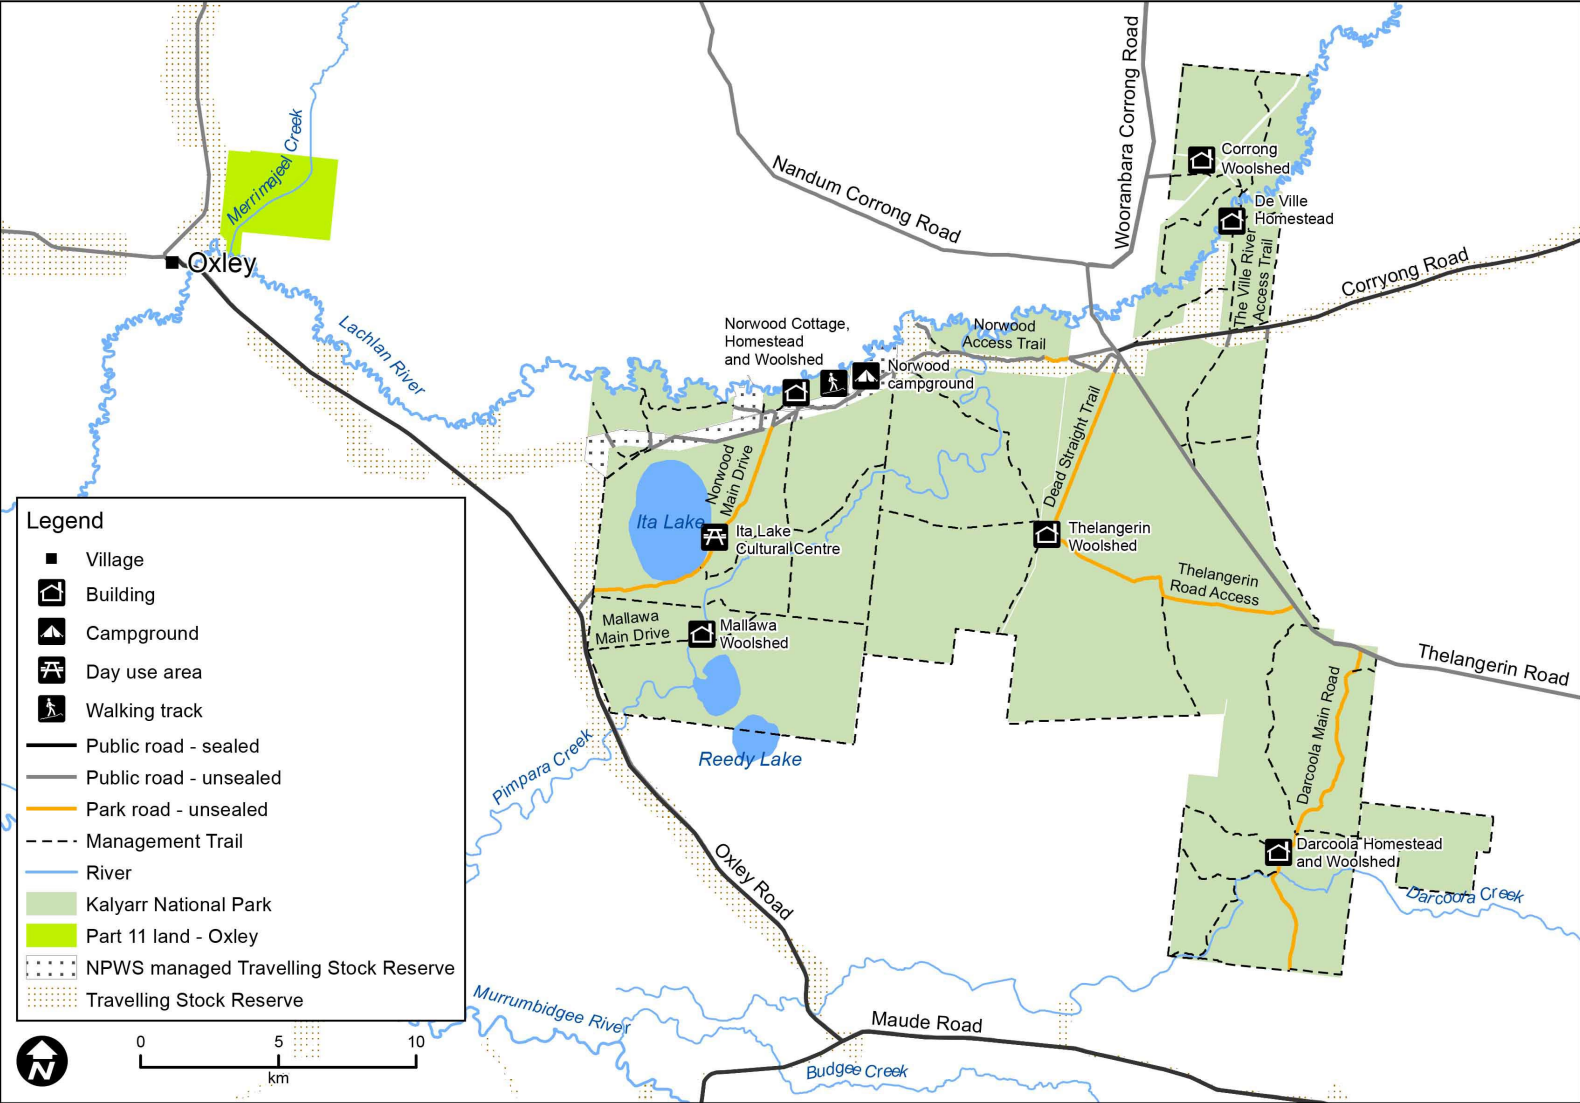 Merrimajeel Creek
Oxley
Lachlan River
Nandum Corrong Road
Wooranbara Corrong Road
Corrong
Woolshed
De Ville
Homestead
The Ville River
Access Trail
Corryong Road
Norwood
Access Trail
Norwood Cottage,
Homestead
and Woolshed
Norwood
campground
Dead Straight Trail
Norwood
Main Drive
Ita Lake
Ita Lake
Cultural Centre
Thelangerin
Woolshed
Thelangerin
Road Access
Mallawa
Main Drive
Mallawa
Woolshed
Thelangerin Road
Reedy Lake
Pimpara Creek
Darcoola Main Road
Darcoola Homestead
and Woolshed
Darcoola Creek
Oxley Road
Murrumbidgee River
Maude Road
Budgee Creek
Legend
Village
Building
Campground
Day use area
Walking track
Public road - sealed
Public road - unsealed
Park road - unsealed
Management Trail
River
Kalyarr National Park
Part 11 land - Oxley
NPWS managed Travelling Stock Reserve
Travelling Stock Reserve
N
0 5 10
km